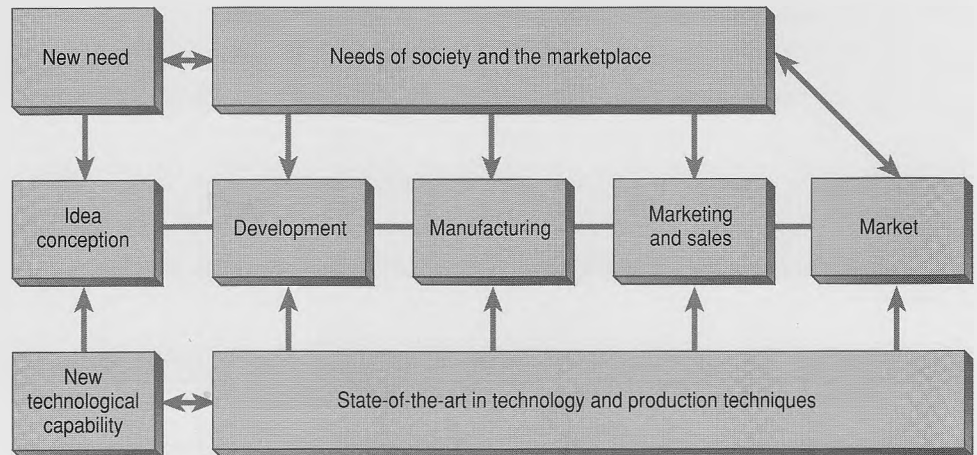 New need
Needs of society and the marketplace
Idea
conception
Development
Manufacturing
Marketing
and sales
Market
New
technological
capability
State-of-the-art in technology and production techniques